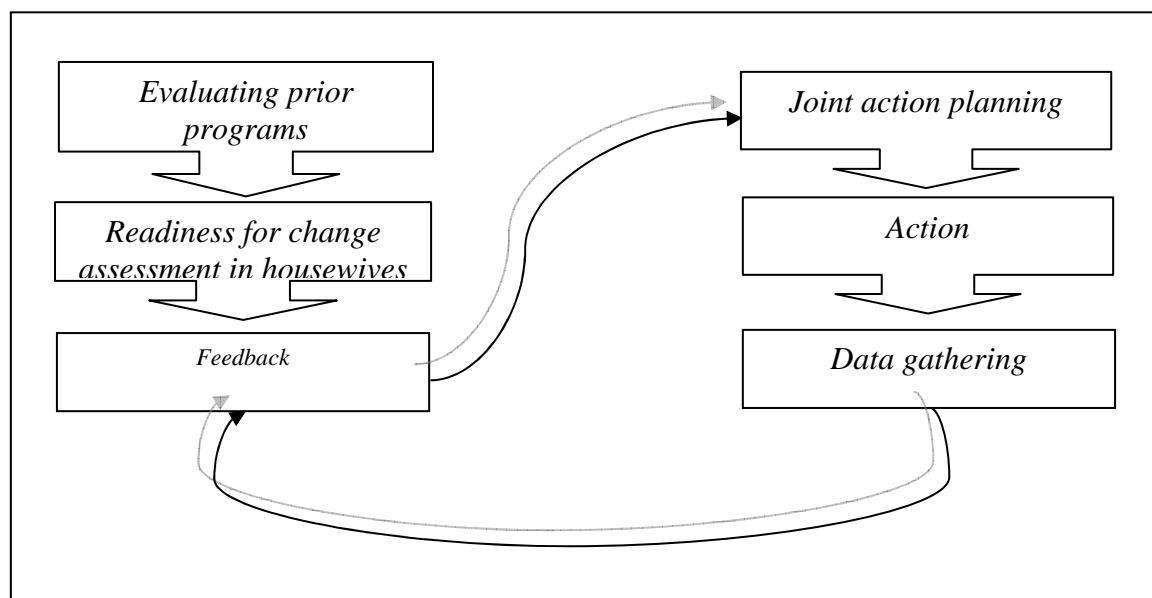 Evaluating prior
programs
Readiness for change
assessment in housewives
Feedback
Joint action planning
Action
Data gathering